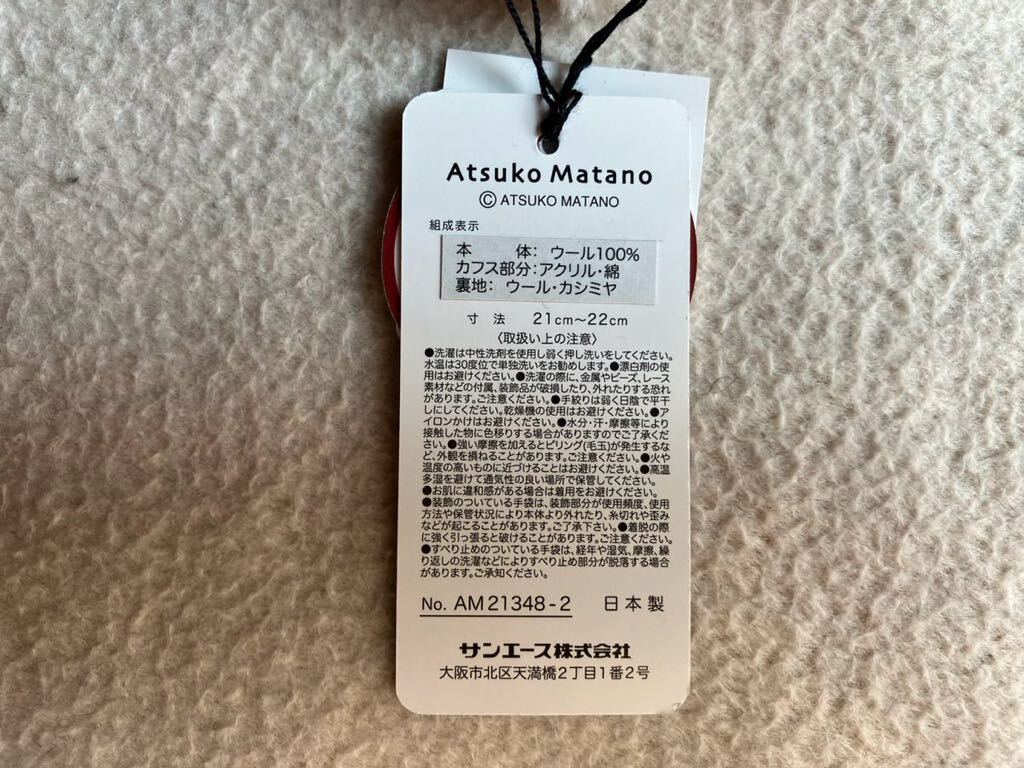 Atsuko Matano
Ⓒ ATSUKO MATANO
組成表示
本　　体： ウール100%
カフス部分：アクリル・綿
裏地： ウール・カシミヤ
寸 法 21cm〜22cm
〈取扱い上の注意〉
●洗濯は中性洗剤を使用し弱く押し洗いをしてください。
水温は30度位で単独洗いをお勧めします。●漂白剤の使
用はお避けください。●洗濯の際に、金属やビーズ、レース
素材などの付属、装飾品が破損したり、外れたりする恐れ
があります。ご注意ください。●手絞りは弱く日陰で平干
しにしてください。乾燥機の使用はお避けください。●ア
イロンかけはお避けください。●水分・汗・摩擦等により
接触した物に色移りする場合がありますのでご了承くだ
さい。●強い摩擦を加えるとピリング(毛玉)が発生するな
ど、外観を損ねることがあります。ご注意ください。●火や
温度の高いものに近づけることはお避けください。●高温
多湿を避けて通気性の良い場所で保管してください。
●お肌に違和感がある場合は着用をお避けください。
●装飾のついている手袋は、装飾部分が使用頻度、使用
方法や保管状況により本体より外れたり、糸切れや歪み
などが起こることがあります。ご了承下さい。●着脱の際
に強く引っ張ると破けることがあります。ご注意ください。
●すべり止めのついている手袋は、経年や湿気、摩擦、繰
り返しの洗濯などによりすべり止め部分が脱落する場合
があります。ご承知ください。
No. AM21348-2 日本製
サンエース株式会社
大阪市北区天満橋2丁目1番2号